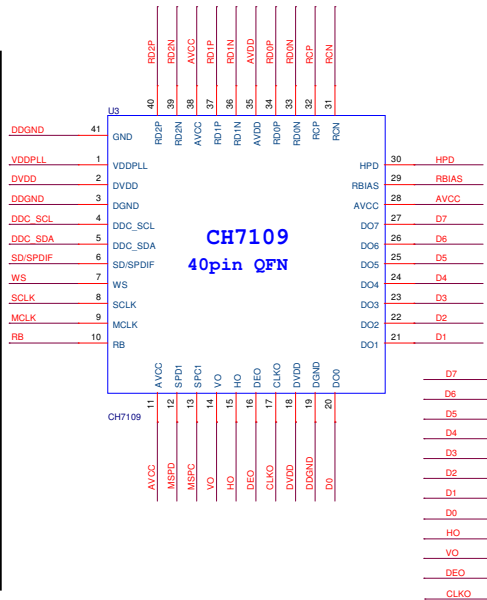 RD2P
RD2N
AVCC
RD1P
RD1N
AVDD
RD0P
RD0N
RCP
RCN
40
39
38
37
36
35
34
33
32
31
U3
RD2P
RD2N
AVCC
RD1P
RD1N
AVDD
RD0P
RD0N
RCP
RCN
DDGND 41 GND
VDDPLL 1 VDDPLL
DVDD 2 DVDD
DDGND 3 DGND
DDC_SCL 4 DDC_SCL
DDC_SDA 5 DDC_SDA
SD/SPDIF 6 SD/SPDIF
WS 7 WS
SCLK 8 SCLK
MCLK 9 MCLK
RB 10 RB
CH7109
40pin QFN
HPD 30 HPD
RBIAS 29 RBIAS
AVCC 28 AVCC
DO7 27 D7
DO6 26 D6
DO5 25 D5
DO4 24 D4
DO3 23 D3
DO2 22 D2
DO1 21 D1
AVCC
SPD1
SPC1
VO
HO
DEO
CLKO
DVDD
DGND
DO0
CH7109
11
12
13
14
15
16
17
18
19
20
AVCC
MSPD
MSPC
VO
HO
DEO
CLKO
DVDD
DDGND
D0
D7
D6
D5
D4
D3
D2
D1
D0
HO
VO
DEO
CLKO